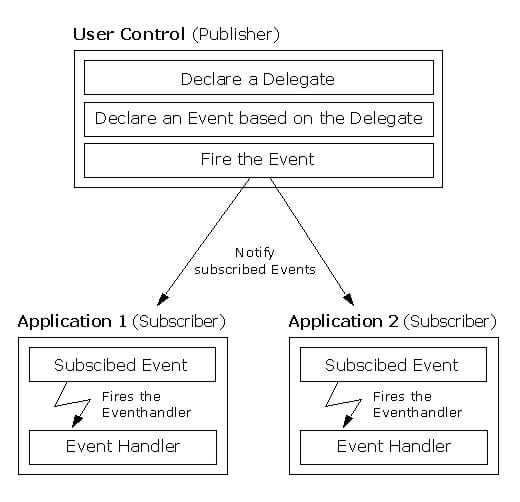 User Control (Publisher)
Declare a Delegate
Declare an Event based on the Delegate
Fire the Event
Notify
subscribed Events
Application 1 (Subscriber)
Subscibed Event
Fires the
Eventhandler
Event Handler
Application 2 (Subscriber)
Subscibed Event
Fires the
Eventhandler
Event Handler